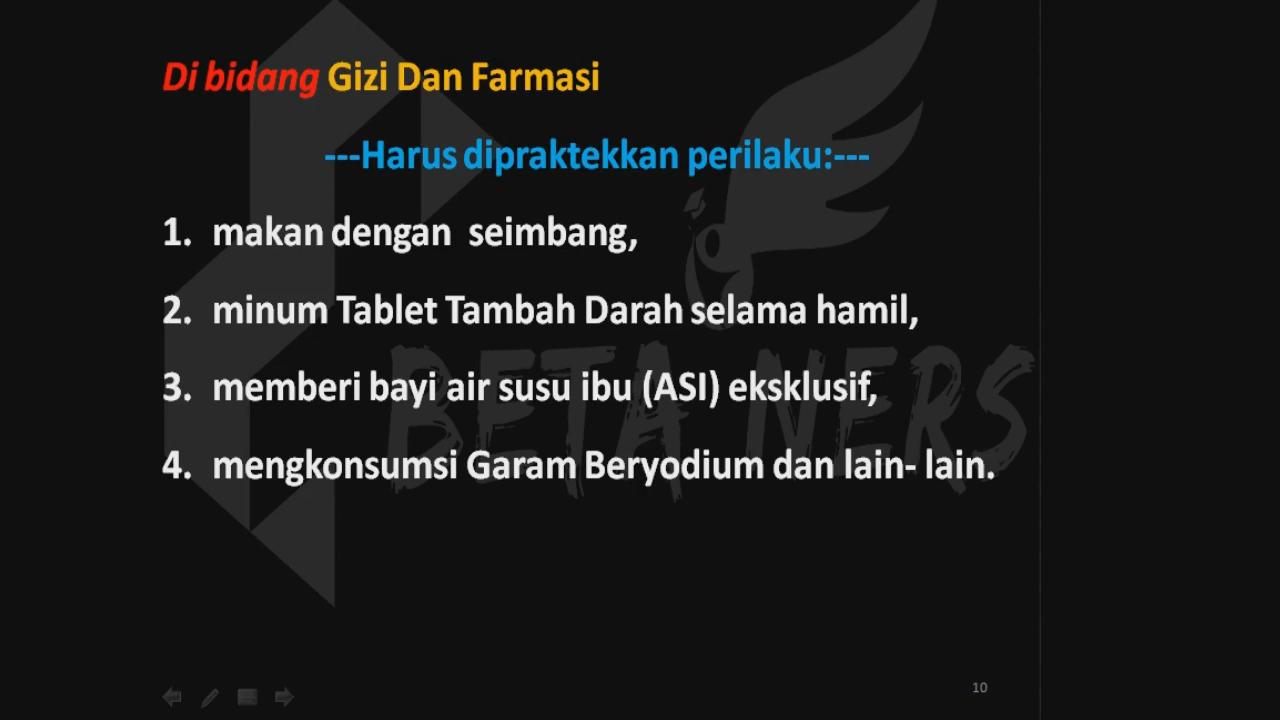 Di bidang Gizi Dan Farmasi
---Harus dipraktekkan perilaku:---
1. makan dengan seimbang,
2. minum Tablet Tambah Darah selama hamil,
3. memberi bayi air susu ibu (ASI) eksklusif,
4. mengkonsumsi Garam Beryodium dan lain- lain.
BETA NERS
10